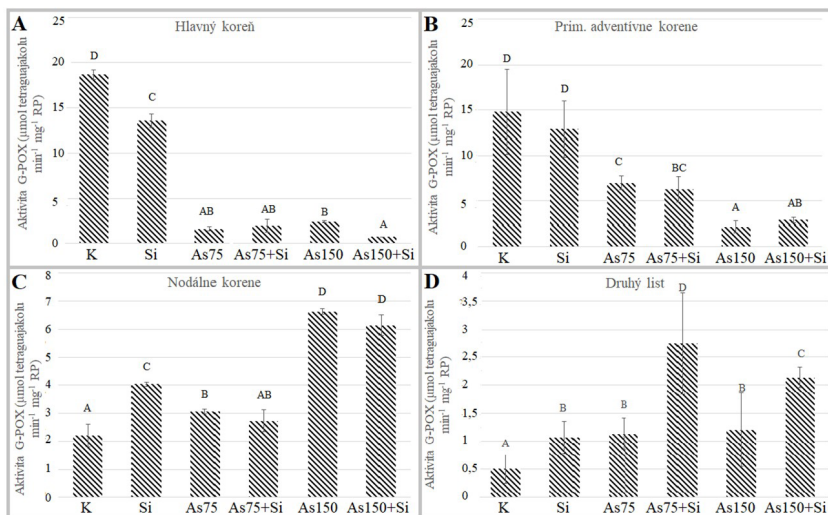 A
Hlavný koreň
Aktivita G-POX (μmol tetraguajakohu
min⁻¹ mg⁻¹ RP)
25
20
15
10
5
0
D
C
AB
AB
B
A
K Si As75 As75+Si As150 As150+Si
B
Prim. adventívne korene
Aktivita G-POX (μmol tetraguajakohu
min⁻¹ mg⁻¹ RP)
25
20
15
10
5
0
D
D
C
BC
A
AB
K Si As75 As75+Si As150 As150+Si
C
Nodálne korene
Aktivita G-POX (μmol tetraguajakohu
min⁻¹ mg⁻¹ RP)
8
7
6
5
4
3
2
1
0
A
C
B
AB
D
D
K Si As75 As75+Si As150 As150+Si
D
Druhý list
Aktivita G-POX (μmol tetraguajakohu
min⁻¹ mg⁻¹ RP)
4
3,5
3
2,5
2
1,5
1
0,5
0
A
B
B
D
B
C
K Si As75 As75+Si As150 As150+Si